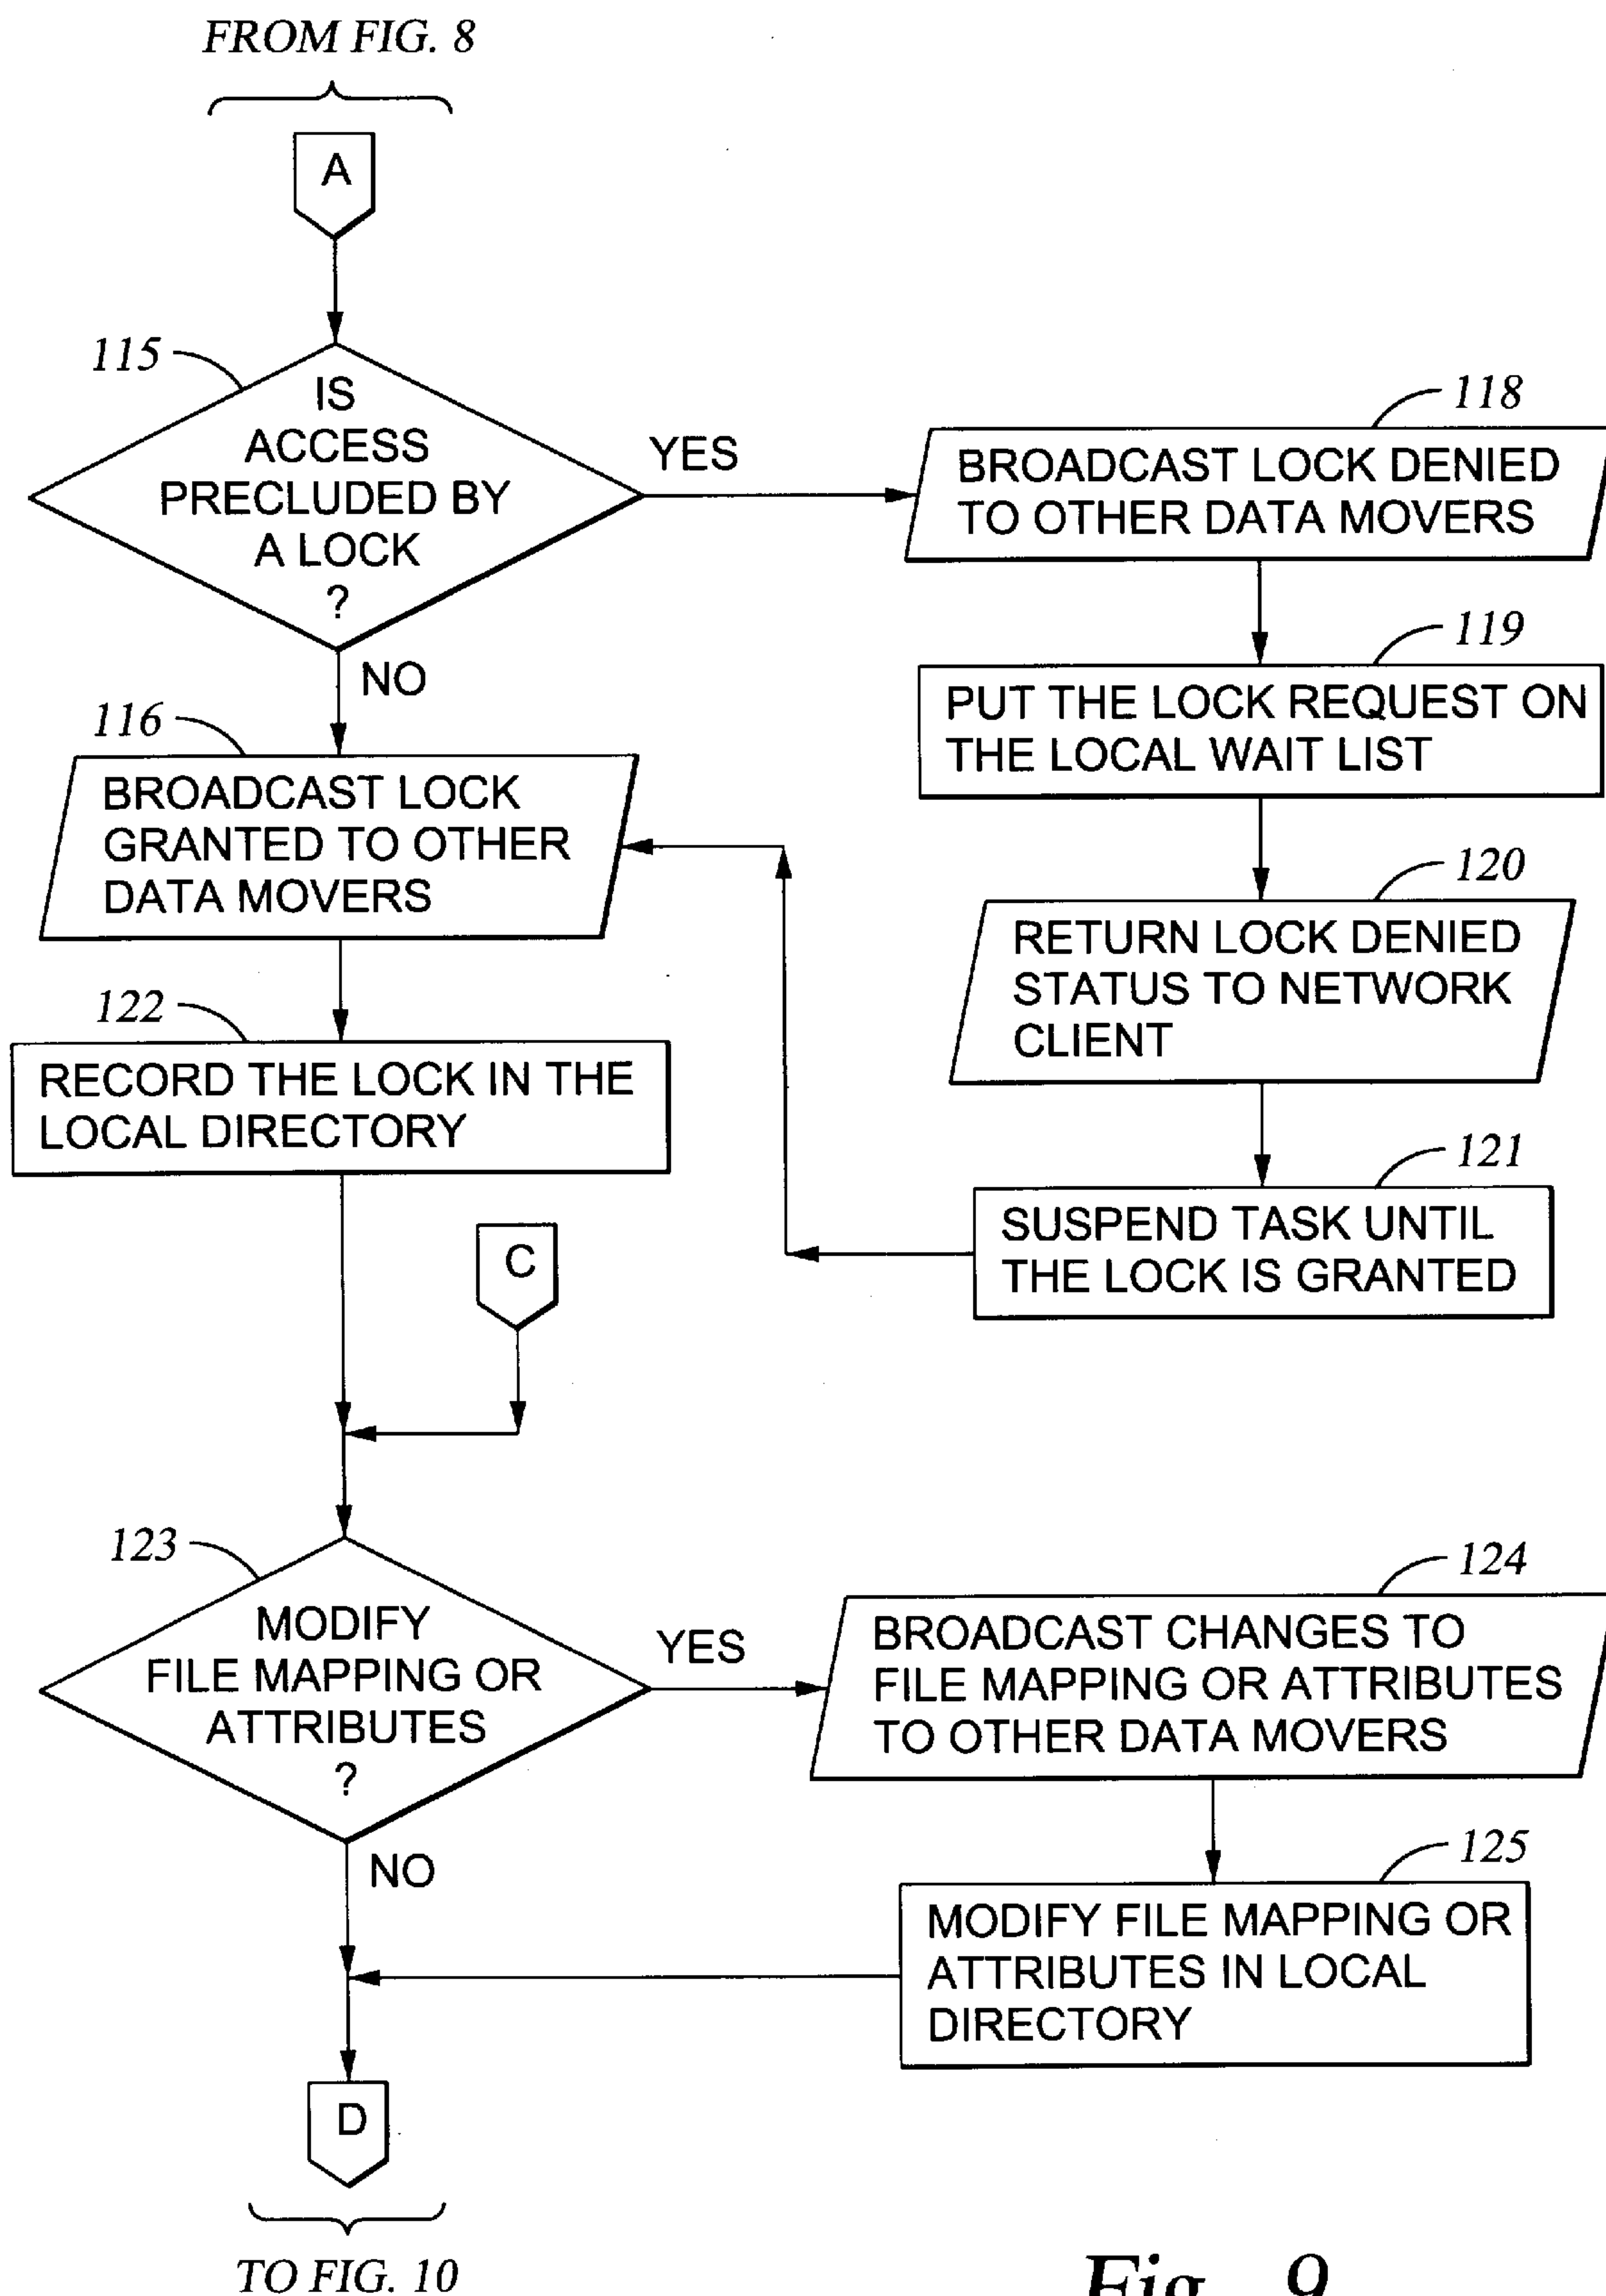 FROM FIG. 8
A
115
IS
ACCESS
PRECLUDED BY
A LOCK
?
YES
NO
118
BROADCAST LOCK DENIED
TO OTHER DATA MOVERS
119
PUT THE LOCK REQUEST ON
THE LOCAL WAIT LIST
116
BROADCAST LOCK
GRANTED TO OTHER
DATA MOVERS
120
RETURN LOCK DENIED
STATUS TO NETWORK
CLIENT
122
RECORD THE LOCK IN THE
LOCAL DIRECTORY
121
SUSPEND TASK UNTIL
THE LOCK IS GRANTED
C
123
MODIFY
FILE MAPPING OR
ATTRIBUTES
?
YES
NO
124
BROADCAST CHANGES TO
FILE MAPPING OR ATTRIBUTES
TO OTHER DATA MOVERS
125
MODIFY FILE MAPPING OR
ATTRIBUTES IN LOCAL
DIRECTORY
D
TO FIG. 10
Fig. 9